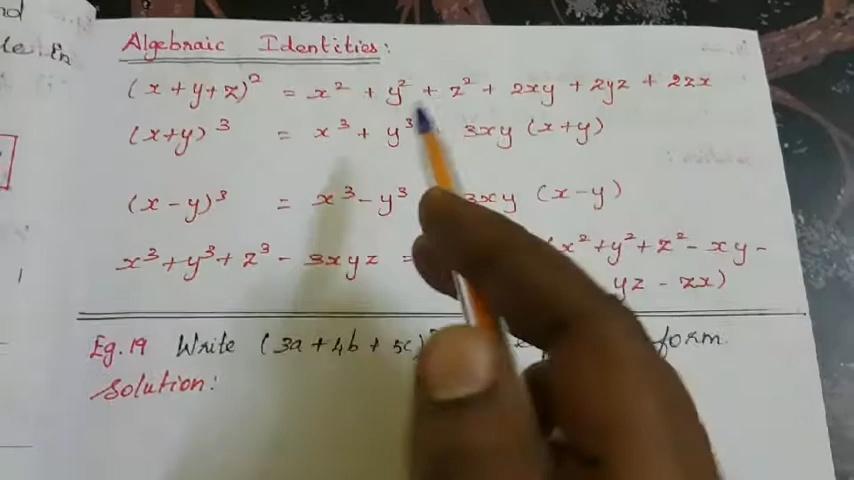 Algebraic Identities:
(x+y+z)² = x² + y² + z² + 2xy + 2yz + 2zx
(x+y)³ = x³ + y³ 3xy (x+y)
(x-y)³ = x³-y³ 3xy (x-y)
x³+y³+z³-3xyz = x²+y²+z²-xy-
yz - zx)
Eg.19 Write (3a+4b+5c) form.
Solution: